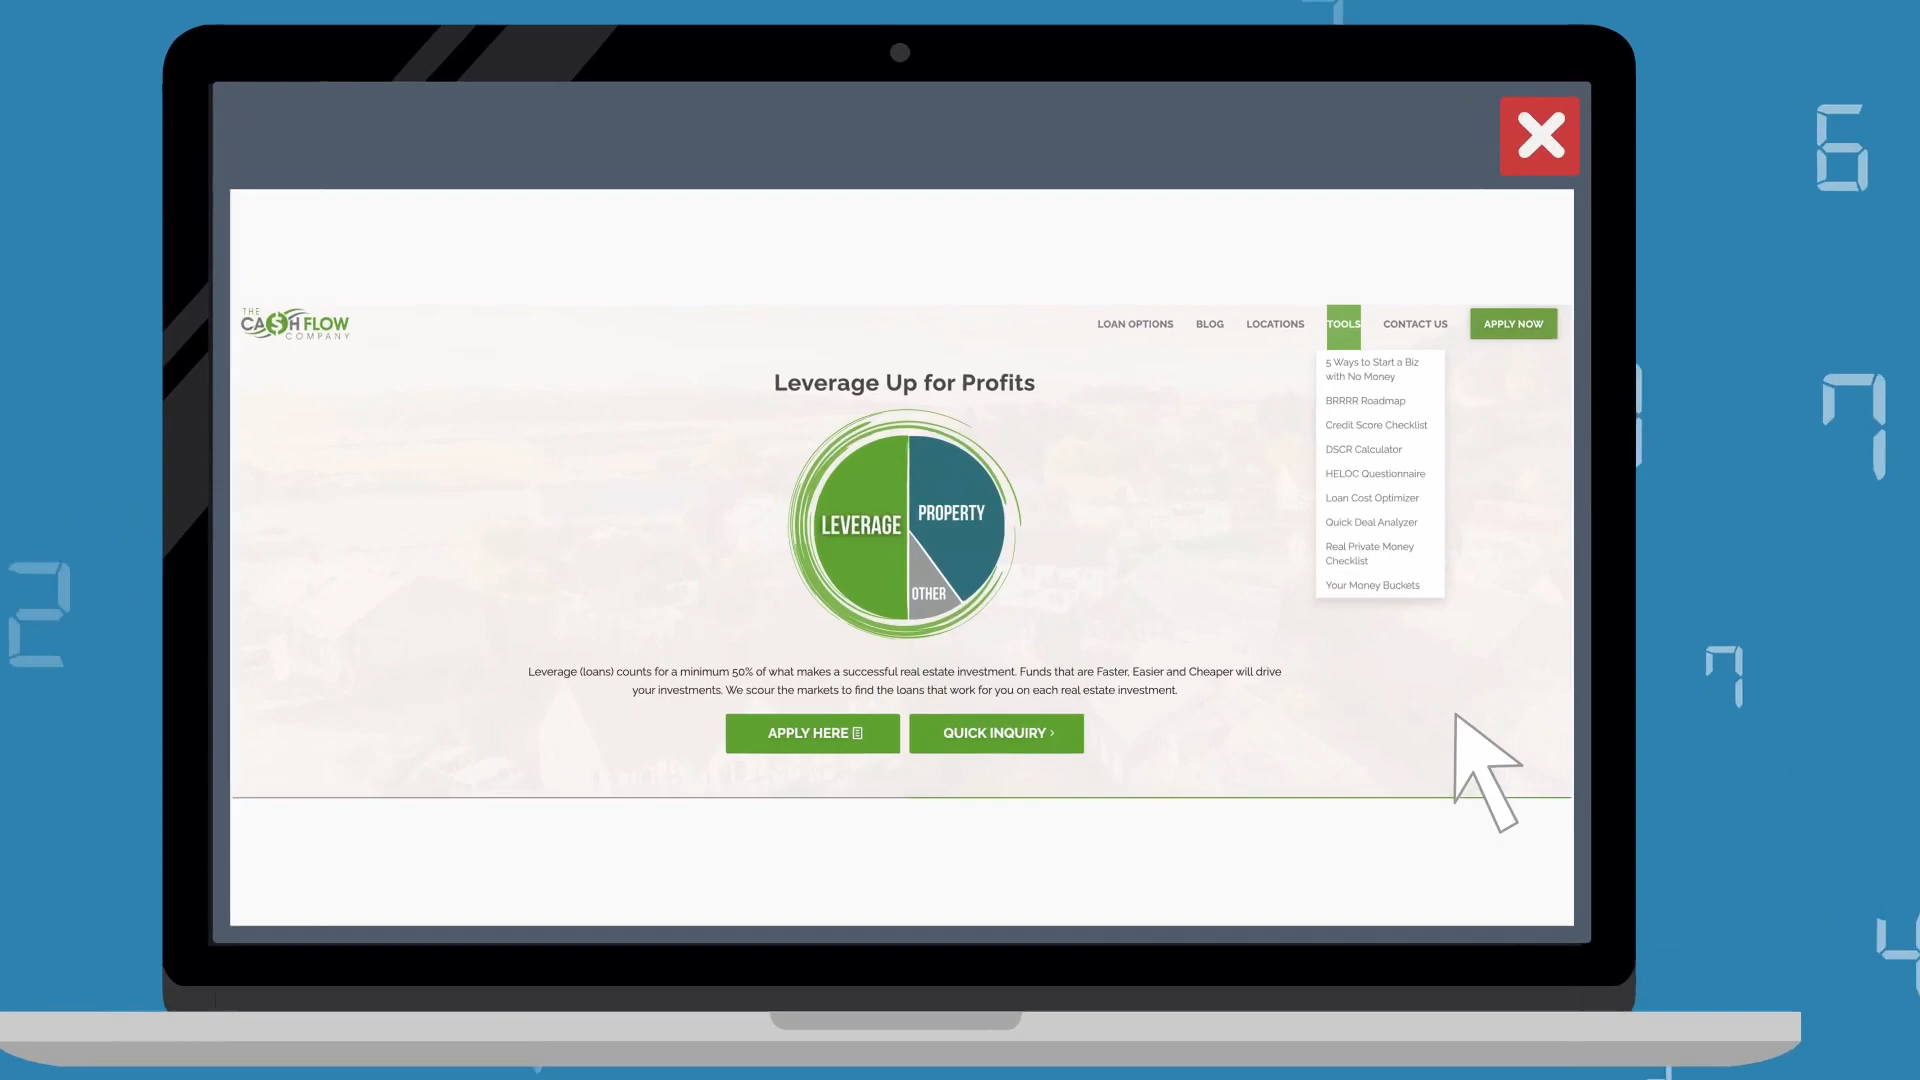 THE
CA$H FLOW
COMPANY
LOAN OPTIONS
BLOG
LOCATIONS
TOOLS
CONTACT US
APPLY NOW
5 Ways to Start a Biz
with No Money
BRRRR Roadmap
Credit Score Checklist
DSCR Calculator
HELOC Questionnaire
Loan Cost Optimizer
Quick Deal Analyzer
Real Private Money
Checklist
Your Money Buckets
Leverage Up for Profits
LEVERAGE
PROPERTY
OTHER
Leverage (loans) counts for a minimum 50% of what makes a successful real estate investment. Funds that are Faster, Easier and Cheaper will drive
your investments. We scour the markets to find the loans that work for you on each real estate investment.
APPLY HERE
QUICK INQUIRY ›
6
7
2
7
4